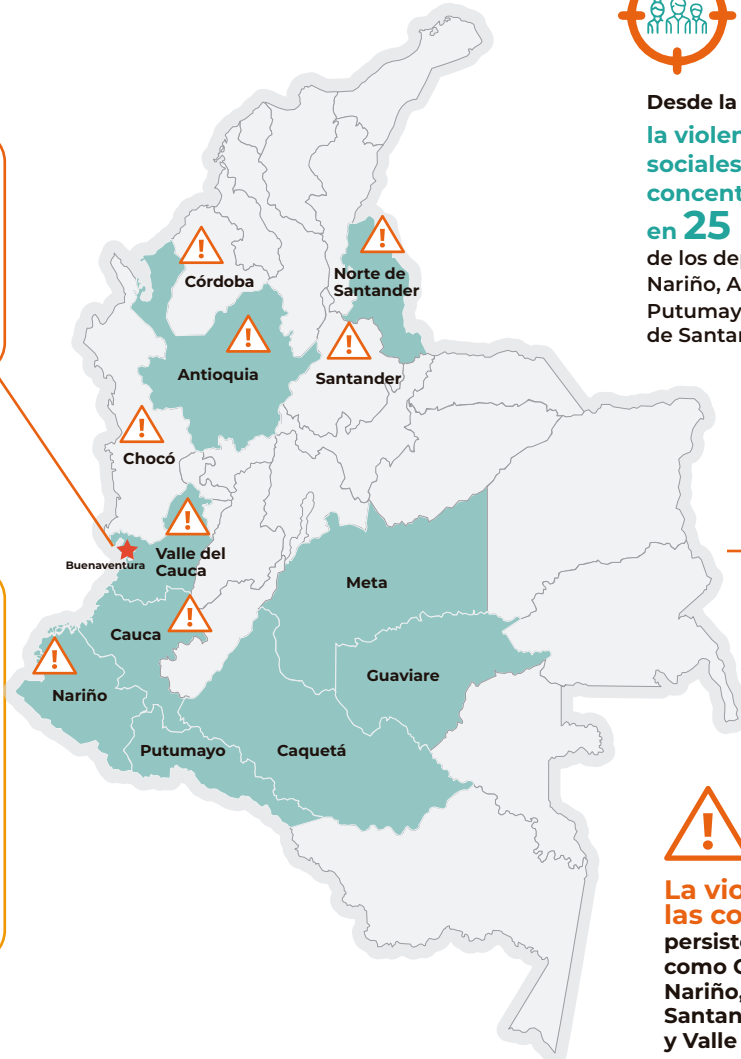 Desde la
la violen
sociales
concent
en 25
de los de
Nariño, A
Putumay
de Santar
Córdoba
Norte de
Santander
Antioquia
Santander
Chocó
Buenaventura
Valle del
Cauca
Meta
Cauca
Guaviare
Nariño
Putumayo
Caquetá
La vio
las co
persist
como
Nariño,
Santan
y Valle